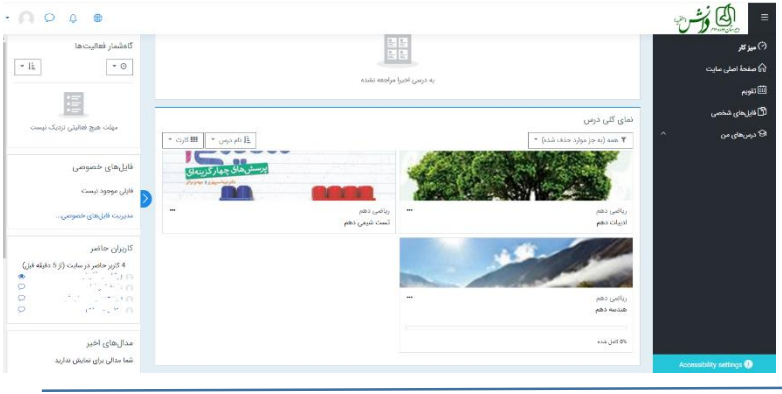 دانش
میز کار
صفحهٔ اصلی سایت
تقویم
فایل‌های شخصی
درس‌های من
Accessibility settings
به درسی اخیرا مراجعه نشده
نمای کلی درس
همه (به جز موارد حذف شده)
نام درس
کارت
ریاضی دهم
ادبیات دهم
پرسش‌های چهارگزینه‌ای
ریاضی دهم
تست شیمی دهم
ریاضی دهم
هندسه دهم
0% کامل شده
گاه‌شمار فعالیت‌ها
مهلت هیچ فعالیتی نزدیک نیست
فایل‌های خصوصی
فایلی موجود نیست
مدیریت فایل‌های خصوصی...
کاربران حاضر
4 کاربر حاضر در سایت (از 5 دقیقه قبل)
مدال‌های اخیر
شما مدالی برای نمایش ندارید